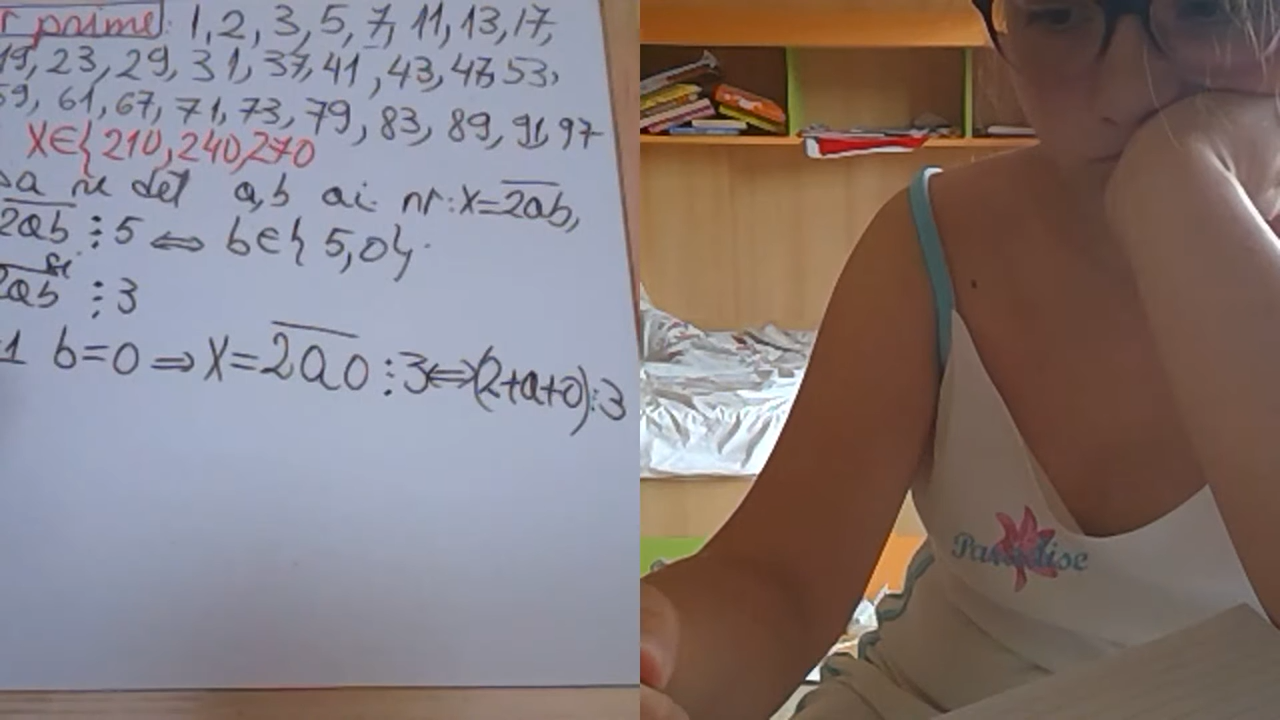 r prime: 1, 2, 3, 5, 7, 11, 13, 17,
19, 23, 29, 31, 37, 41, 43, 47, 53,
59, 61, 67, 71, 73, 79, 83, 89, 91, 97
X∈{210, 240, 270
det a,b ai nr: X=2ab,
2ab ⋮ 5 ⇔ b∈{5,0}.
și
2ab ⋮ 3
1 b=0 ⇒ X=2a0 ⋮ 3 ⇔ (2+a+0) ⋮ 3
Paradise